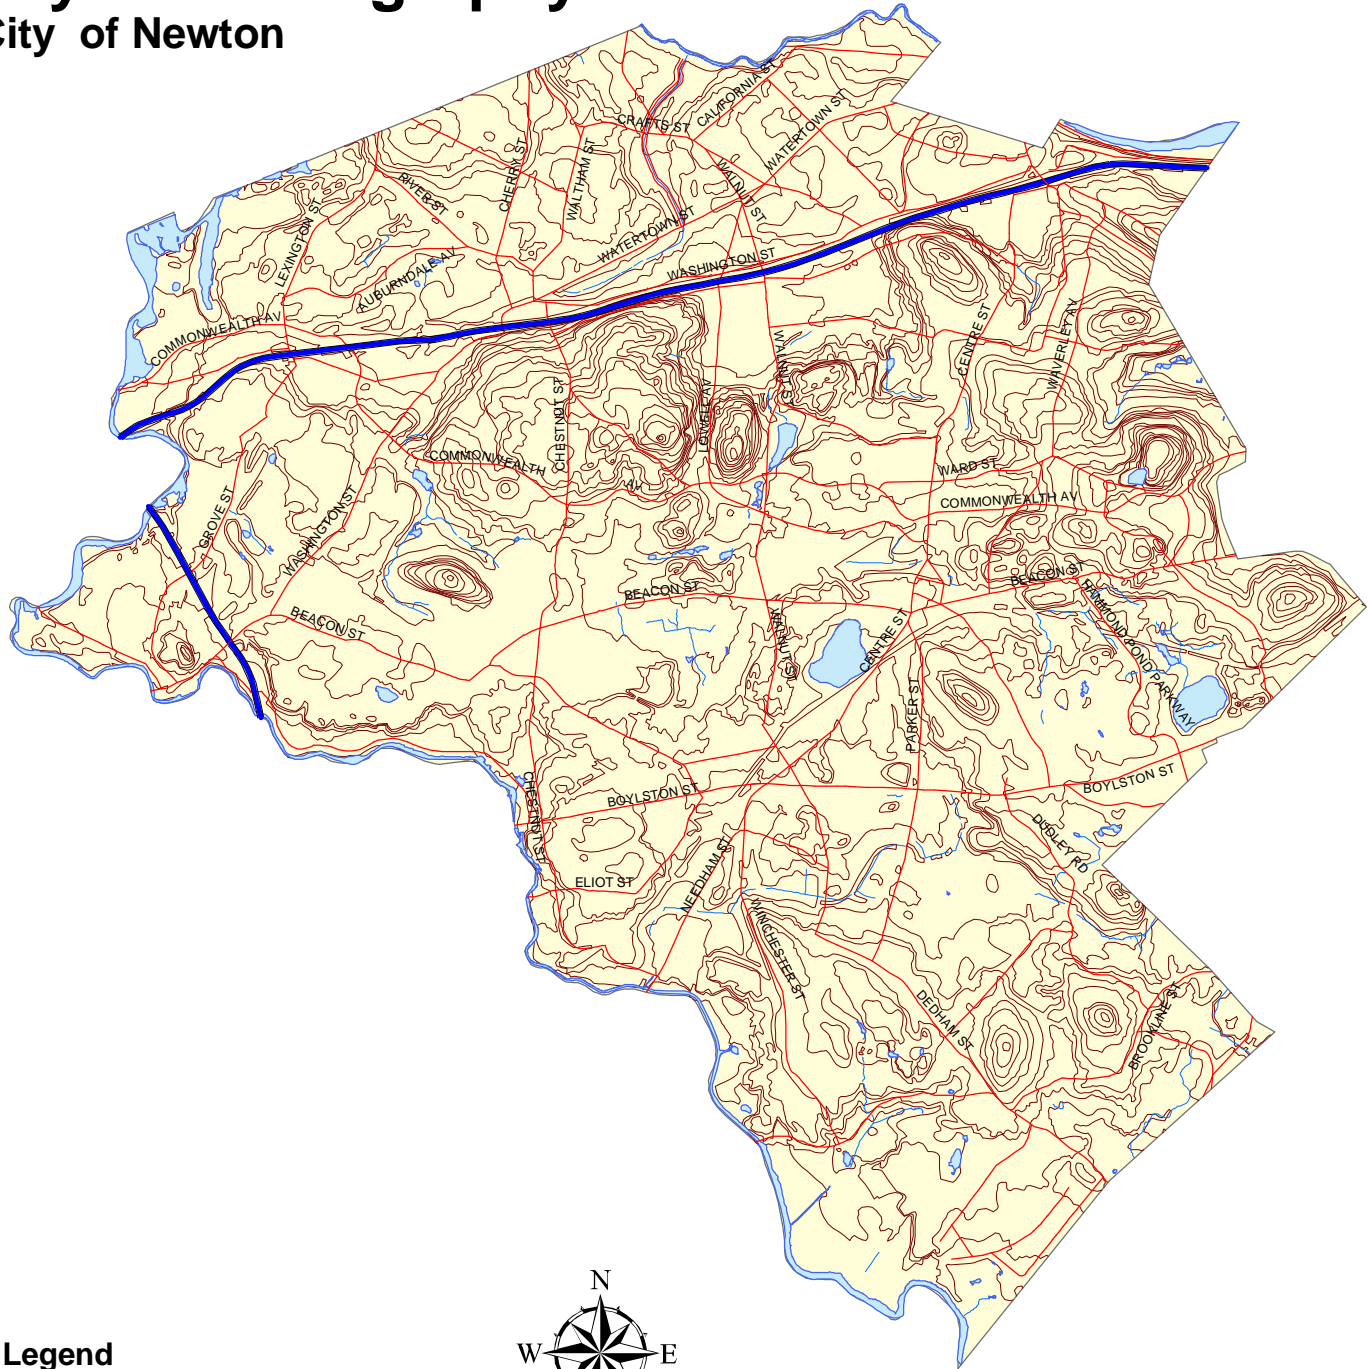 City of Newton
CALIFORNIA ST
CRAFTS ST
WATERTOWN ST
CHERRY ST
WALTHAM ST
WALNUT ST
RIVER ST
LEXINGTON ST
WATERTOWN ST
AUBURNDALE AV
WASHINGTON ST
COMMONWEALTH AV
CENTRE ST
WAVERLEY AV
WALNUT ST
LOWELL AV
CHESTNUT ST
COMMONWEALTH
AV
WARD ST
COMMONWEALTH AV
GROVE ST
WASHINGTON ST
BEACON ST
BEACON ST
BEACON ST
HAMMOND POND PARKWAY
WALNUT ST
CENTRE ST
PARKER ST
BOYLSTON ST
BOYLSTON ST
CHESTNUT ST
DUDLEY RD
NEEDHAM ST
ELIOT ST
WINCHESTER ST
DEDHAM ST
BROOKLINE ST
N
W
E
Legend